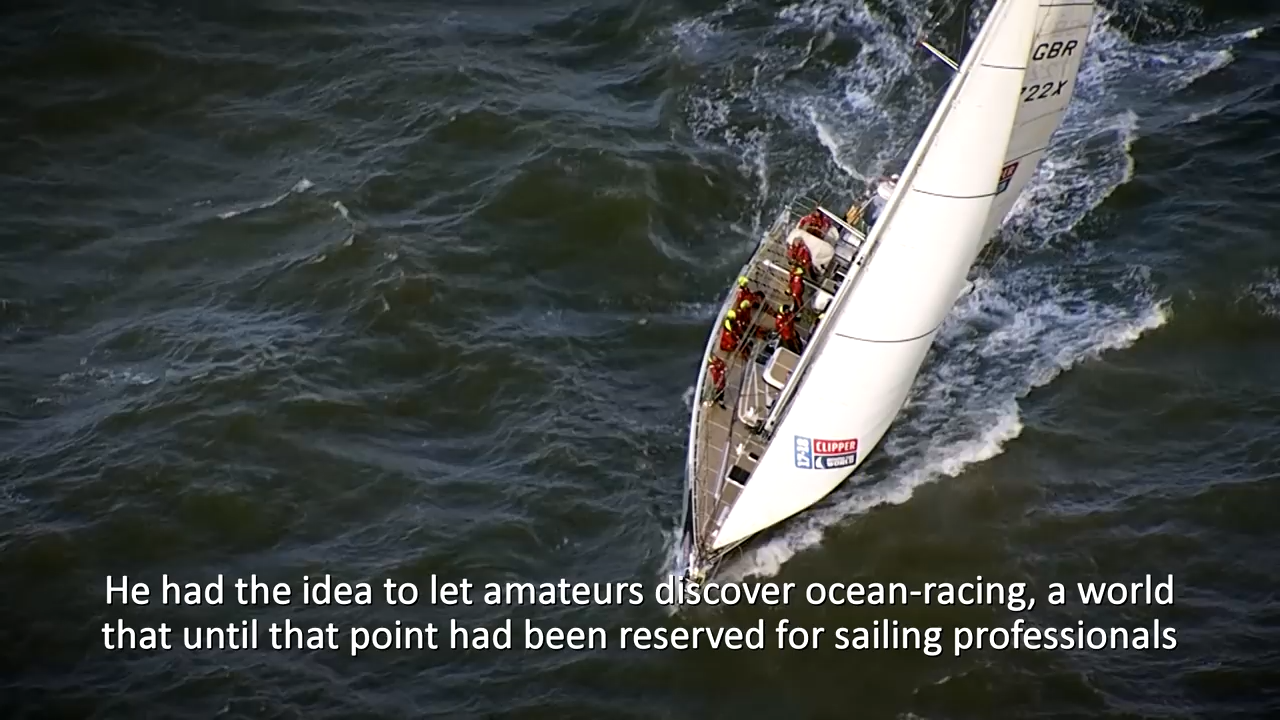 GBR
22X
CLIPPER
He had the idea to let amateurs discover ocean-racing, a world
that until that point had been reserved for sailing professionals